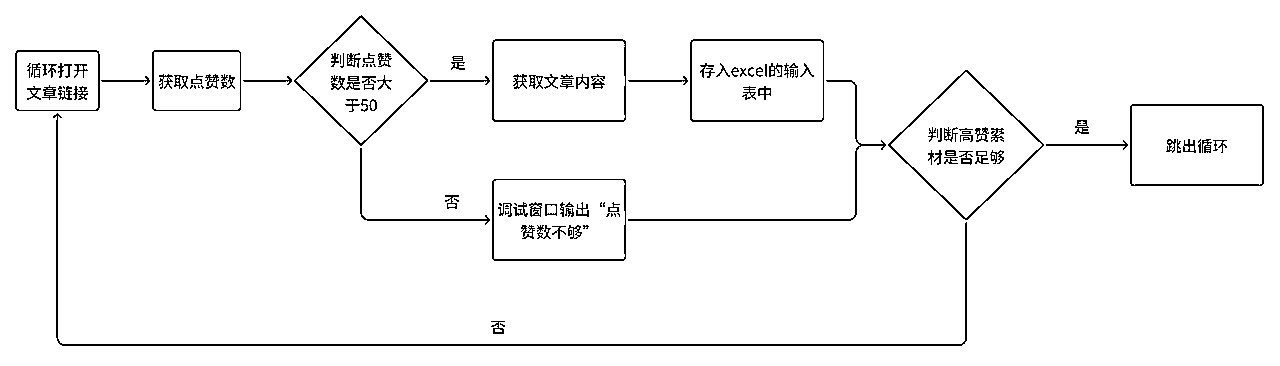 循环打开
文章链接
获取点赞数
判断点赞
数是否大
于50
是
获取文章内容
存入excel的输入
表中
否
调试窗口输出“点
赞数不够”
判断高赞素
材是否足够
是
跳出循环
否